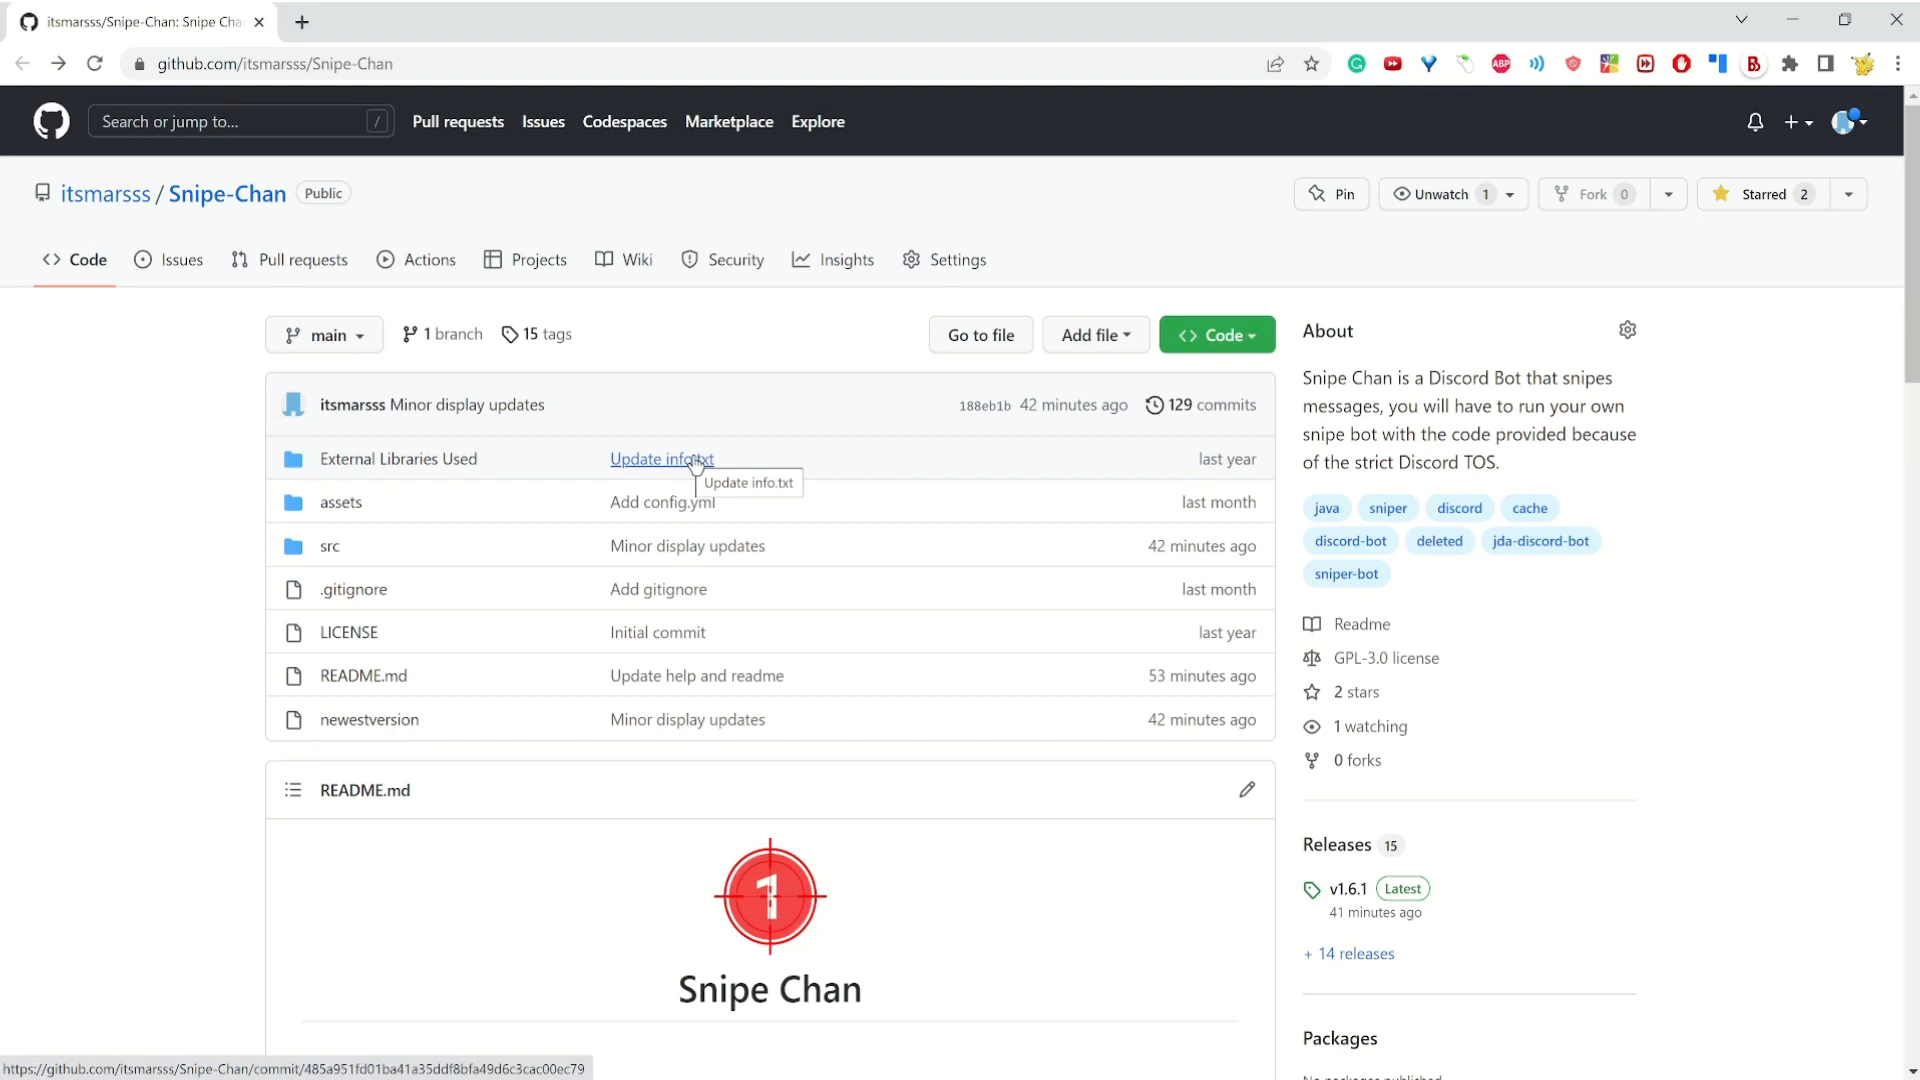 itsmarsss/Snipe-Chan: Snipe Cha
github.com/itsmarsss/Snipe-Chan
ABP
B
Search or jump to...
/
Pull requests
Issues
Codespaces
Marketplace
Explore
itsmarsss / Snipe-Chan
Public
Pin
Unwatch 1
Fork 0
Starred 2
Code
Issues
Pull requests
Actions
Projects
Wiki
Security
Insights
Settings
main
1 branch
15 tags
Go to file
Add file
Code
itsmarsss Minor display updates
188eb1b 42 minutes ago
129 commits
External Libraries Used
Update info.txt
last year
Update info.txt
assets
Add config.yml
last month
src
Minor display updates
42 minutes ago
.gitignore
Add gitignore
last month
LICENSE
Initial commit
last year
README.md
Update help and readme
53 minutes ago
newestversion
Minor display updates
42 minutes ago
README.md
1
Snipe Chan
About
Snipe Chan is a Discord Bot that snipes
messages, you will have to run your own
snipe bot with the code provided because
of the strict Discord TOS.
java sniper discord cache
discord-bot deleted jda-discord-bot
sniper-bot
Readme
GPL-3.0 license
2 stars
1 watching
0 forks
Releases 15
v1.6.1 Latest
41 minutes ago
+ 14 releases
Packages
No packages published
https://github.com/itsmarsss/Snipe-Chan/commit/485a951fd01ba41a35ddf8bfa49d6c3cac00ec79